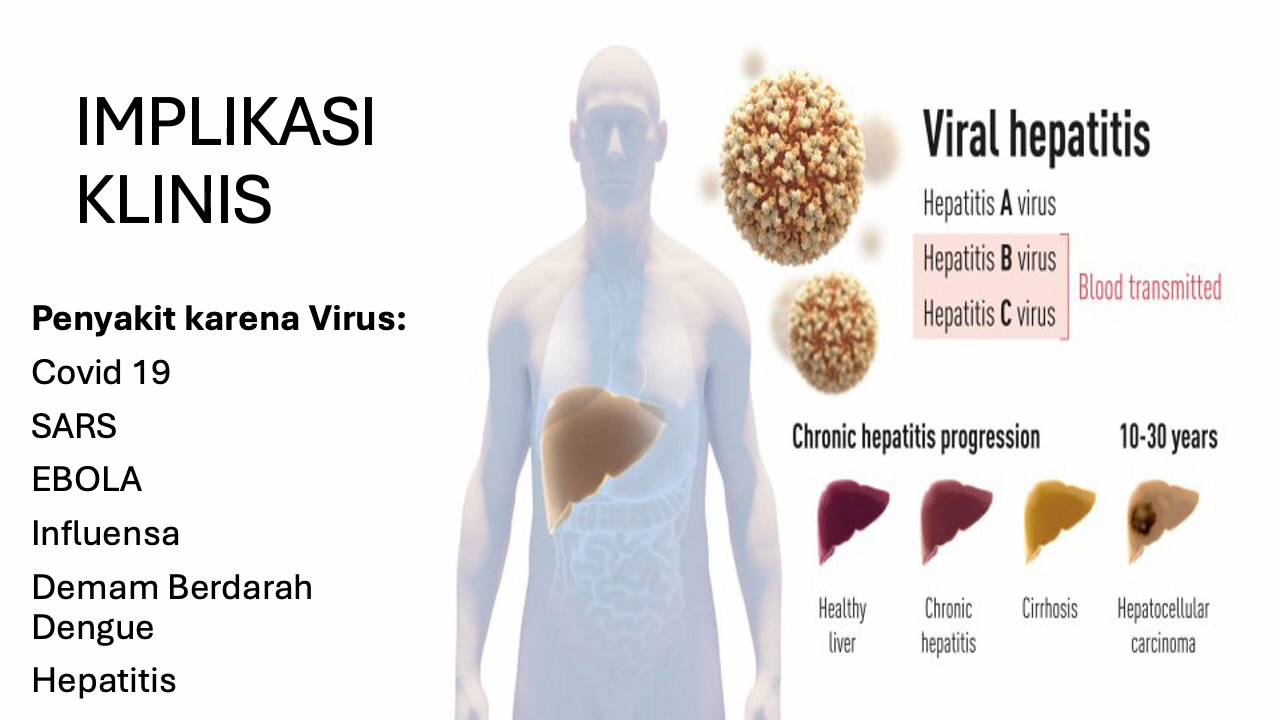 IMPLIKASI
KLINIS
Penyakit karena Virus:
Covid 19
SARS
EBOLA
Influensa
Demam Berdarah
Dengue
Hepatitis
Viral hepatitis
Hepatitis A virus
Hepatitis B virus
Hepatitis C virus
Blood transmitted
Chronic hepatitis progression
10-30 years
Healthy
liver
Chronic
hepatitis
Cirrhosis
Hepatocellular
carcinoma